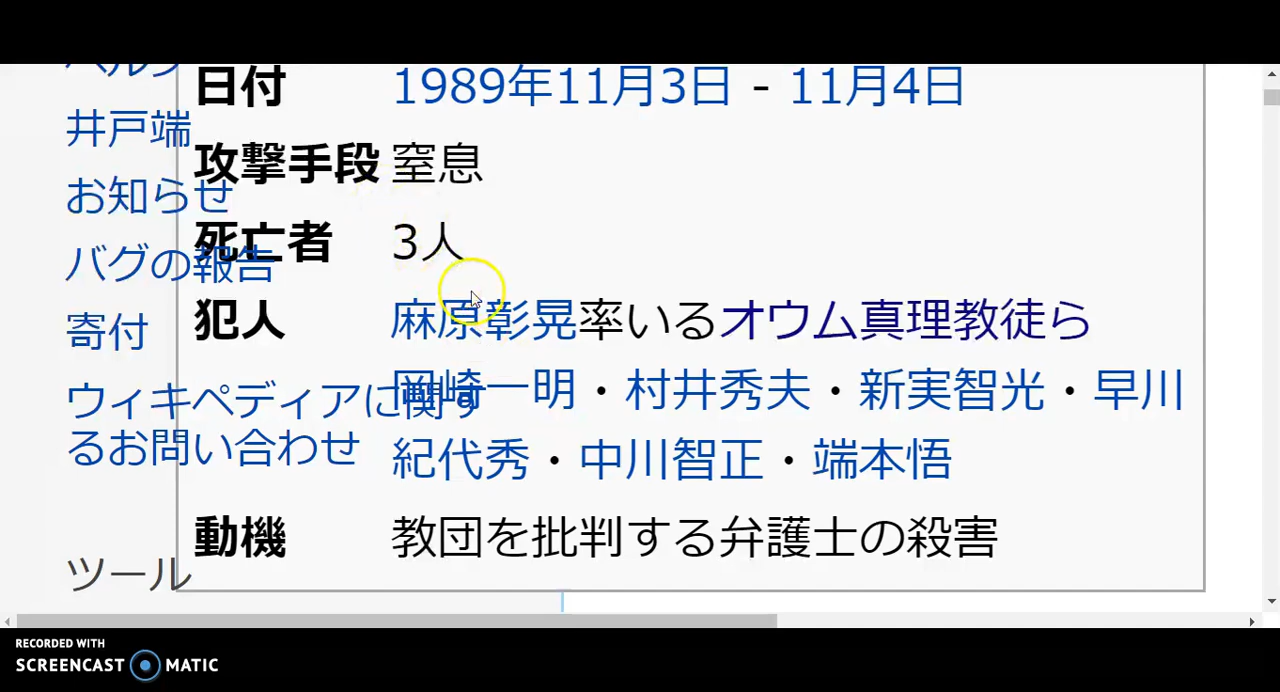 ヘルプ
井戸端
お知らせ
バグの報告
寄付
ウィキペディアに関す
るお問い合わせ
ツール
日付 1989年11月3日 - 11月4日
攻撃手段 窒息
死亡者 3人
犯人 麻原彰晃率いるオウム真理教徒ら
岡崎一明・村井秀夫・新実智光・早川
紀代秀・中川智正・端本悟
動機 教団を批判する弁護士の殺害
RECORDED WITH
SCREENCAST MATIC